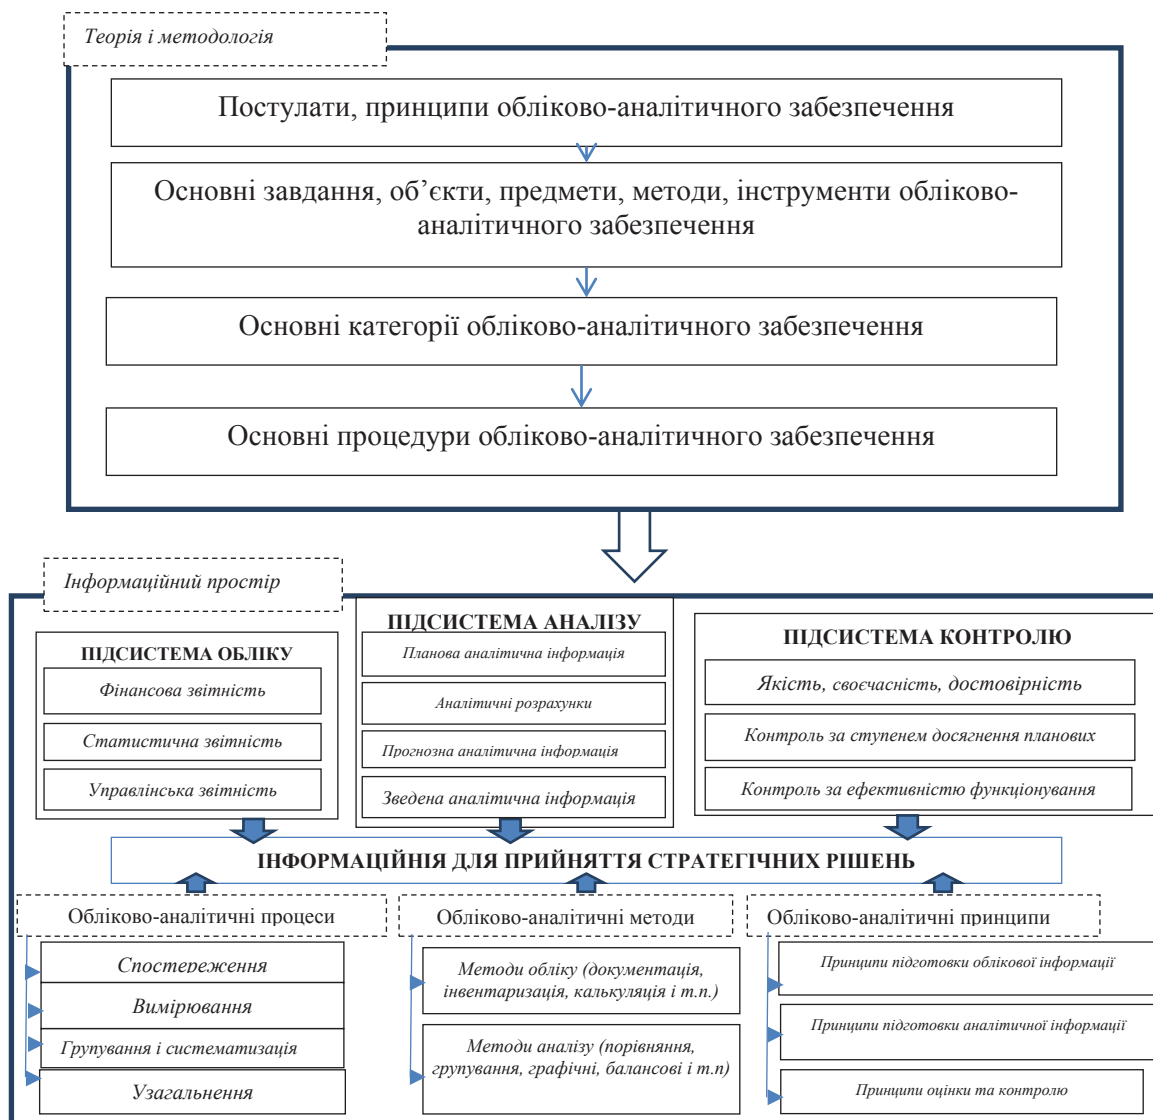 Теорія і методологія
Постулати, принципи обліково-аналітичного забезпечення
Основні завдання, об’єкти, предмети, методи, інструменти обліково-
аналітичного забезпечення
Основні категорії обліково-аналітичного забезпечення
Основні процедури обліково-аналітичного забезпечення
Інформаційний простір
ПІДСИСТЕМА ОБЛІКУ
Фінансова звітність
Статистична звітність
Управлінська звітність
ПІДСИСТЕМА АНАЛІЗУ
Планова аналітична інформація
Аналітичні розрахунки
Прогнозна аналітична інформація
Зведена аналітична інформація
ПІДСИСТЕМА КОНТРОЛЮ
Якість, своєчасність, достовірність
Контроль за ступенем досягнення планових
Контроль за ефективністю функціонування
ІНФОРМАЦІЙНІЯ ДЛЯ ПРИЙНЯТТЯ СТРАТЕГІЧНИХ РІШЕНЬ
Обліково-аналітичні процеси
Спостереження
Вимірювання
Групування і систематизація
Узагальнення
Обліково-аналітичні методи
Методи обліку (документація,
інвентаризація, калькуляція і т.п.)
Методи аналізу (порівняння,
групування, графічні, балансові і т.п)
Обліково-аналітичні принципи
Принципи підготовки облікової інформації
Принципи підготовки аналітичної інформації
Принципи оцінки та контролю